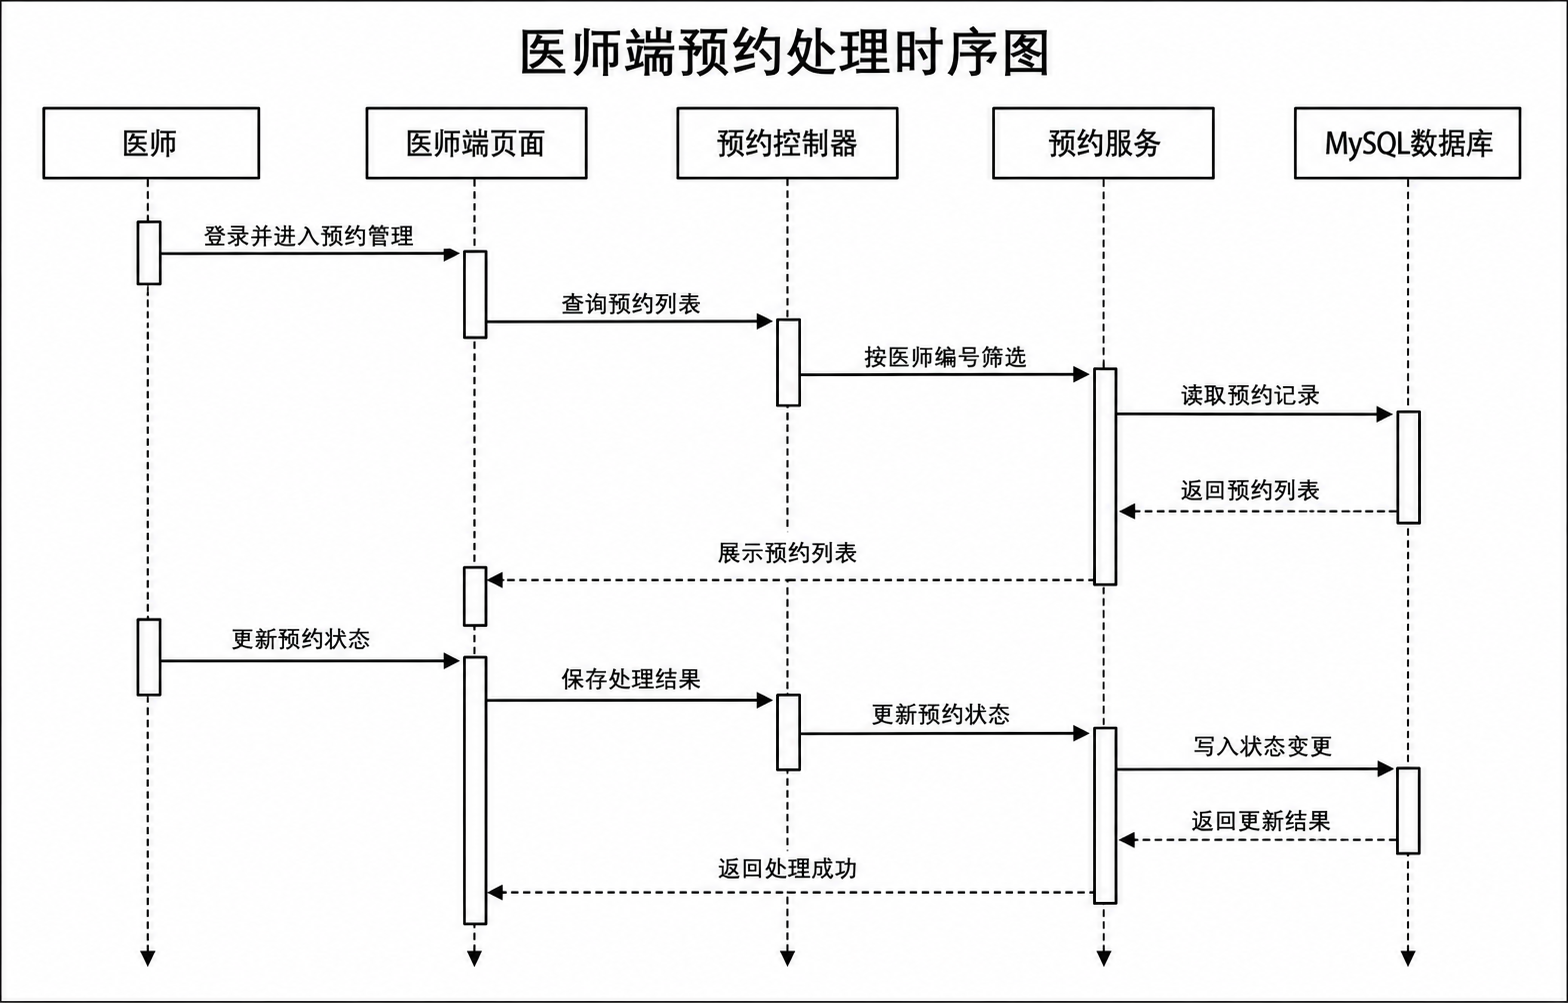 医师端预约处理时序图
医师
医师端页面
预约控制器
预约服务
MySQL数据库
登录并进入预约管理
查询预约列表
按医师编号筛选
读取预约记录
返回预约列表
展示预约列表
更新预约状态
保存处理结果
更新预约状态
写入状态变更
返回更新结果
返回处理成功